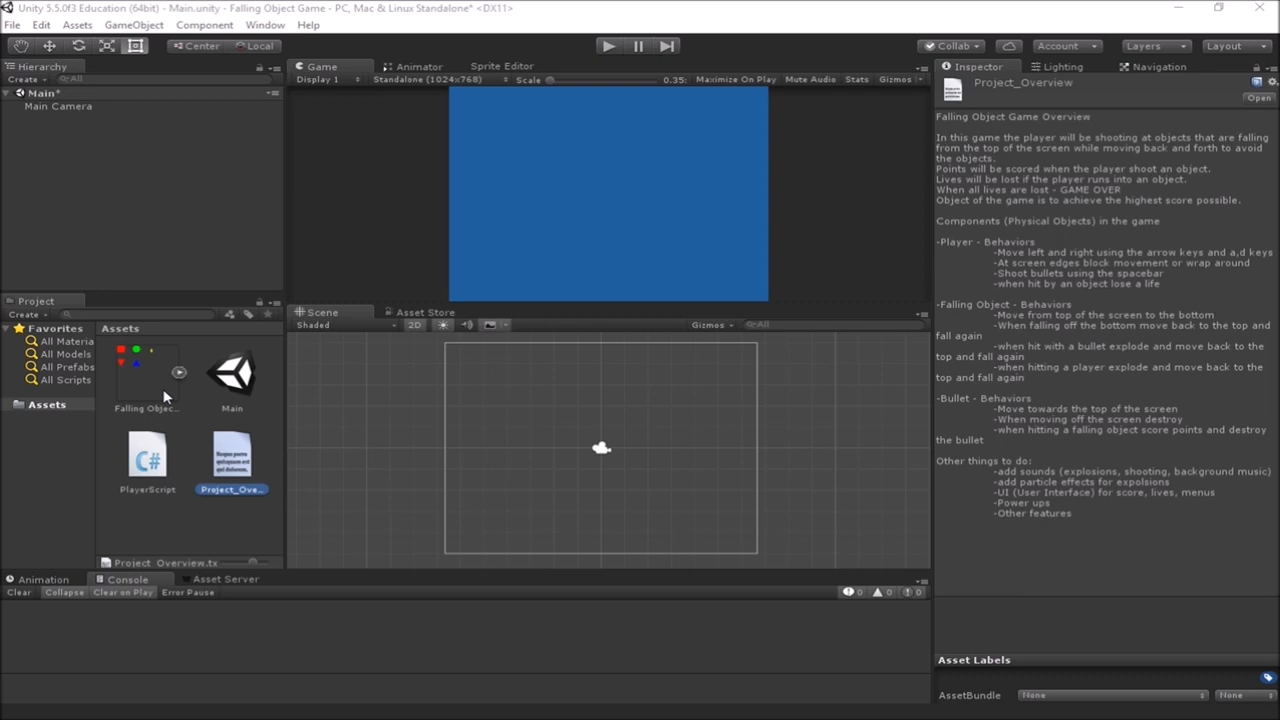 Unity 5.5.0f3 Education (64bit) - Main.unity - Falling Object Game - PC, Mac & Linux Standalone* <DX11>
File Edit Assets GameObject Component Window Help
Center Local
Collab Account Layers Layout
Hierarchy
Create All
Main*
Main Camera
Game Animator Sprite Editor
Display 1 Standalone (1024x768) Scale 0.35: Maximize On Play Mute Audio Stats Gizmos
Project
Create
Favorites
All Materia
All Models
All Prefabs
All Scripts
Assets
Assets
Falling Objec...
Main
PlayerScript
Project_Ove...
Project_Overview.tx
Scene Asset Store
Shaded 2D Gizmos All
Animation Console Asset Server
Clear Collapse Clear on Play Error Pause
0 0 0
Inspector Lighting Navigation
Project_Overview
Open
Falling Object Game Overview
In this game the player will be shooting at objects that are falling
from the top of the screen while moving back and forth to avoid
the objects.
Points will be scored when the player shoot an object.
Lives will be lost if the player runs into an object.
When all lives are lost - GAME OVER
Object of the game is to achieve the highest score possible.
Components (Physical Objects) in the game
-Player - Behaviors
-Move left and right using the arrow keys and a,d keys
-At screen edges block movement or wrap around
-Shoot bullets using the spacebar
-when hit by an object lose a life
-Falling Object - Behaviors
-Move from top of screen to the bottom
-When falling off the bottom move back to the top and
fall again
-when hit with a bullet explode and move back to the
top and fall again
-when hitting a player explode and move back to the
top and fall again
-Bullet - Behaviors
-Move towards the top of the screen
-When moving off the screen destroy
-when hitting a falling object score points and destroy
the bullet
Other things to do:
-add sounds (explosions, shooting, background music)
-add particle effects for expolsions
-UI (User Interface) for score, lives, menus
-Power ups
-Other features
Asset Labels
AssetBundle None None